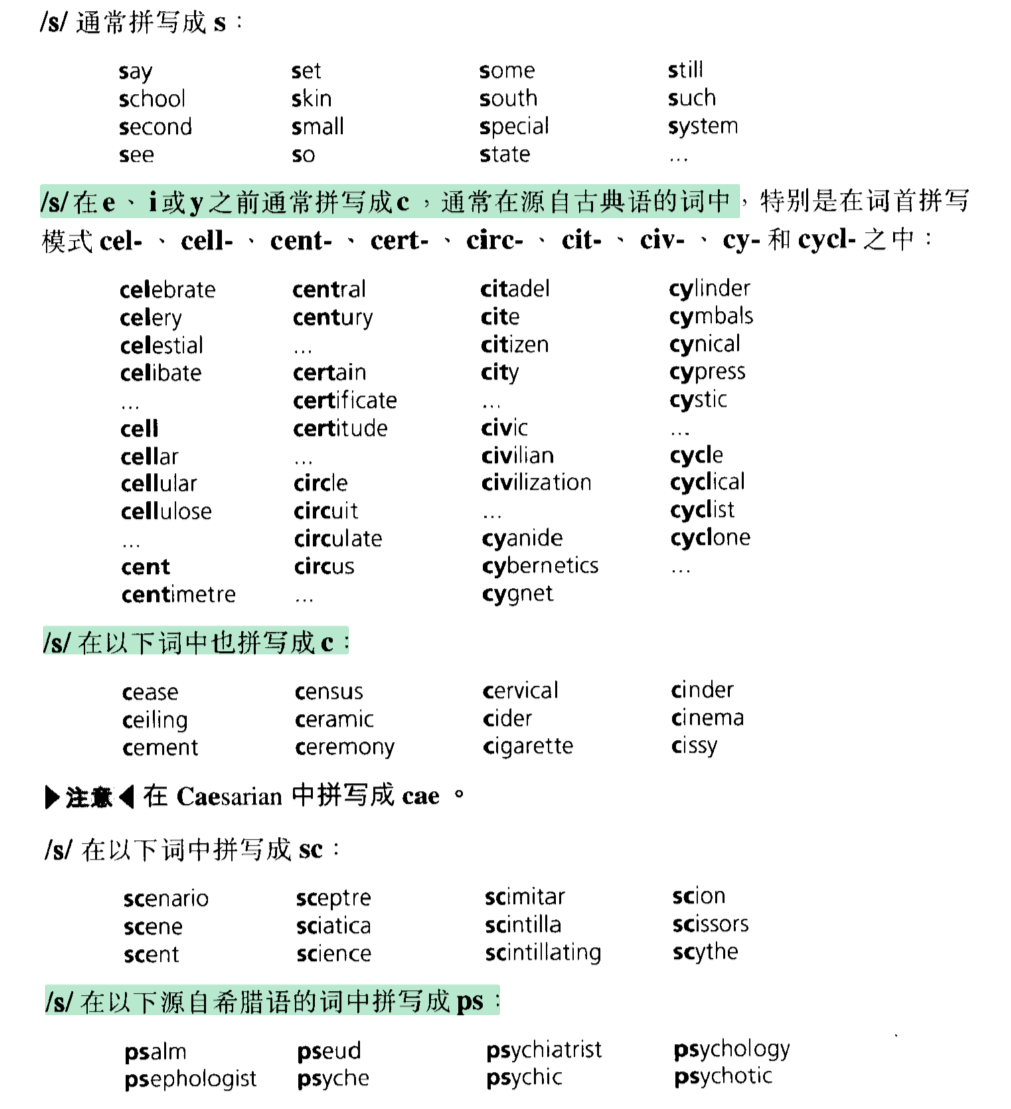 /s/ 通常拼写成 s：
say set some still
school skin south such
second small special system
see so state ...
/s/ 在 e、i 或 y 之前通常拼写成 c，通常在源自古典语的词中，特别是在词首拼写
模式 cel-、cell-、cent-、cert-、circ-、cit-、civ-、cy- 和 cycl- 之中：
celebrate central citadel cylinder
celery century cite cymbals
celestial ... citizen cynical
celibate certain city cypress
... certificate ... cystic
cell certitude civic ...
cellar ... civilian cycle
cellular circle civilization cyclical
cellulose circuit ... cyclist
... circulate cyanide cyclone
cent circus cybernetics ...
centimetre ... cygnet
/s/ 在以下词中也拼写成 c：
cease census cervical cinder
ceiling ceramic cider cinema
cement ceremony cigarette cissy
▶注意◀ 在 Caesarian 中拼写成 cae。
/s/ 在以下词中拼写成 sc：
scenario sceptre scimitar scion
scene sciatica scintilla scissors
scent science scintillating scythe
/s/ 在以下源自希腊语的词中拼写成 ps：
psalm pseud psychiatrist psychology
psephologist psyche psychic psychotic